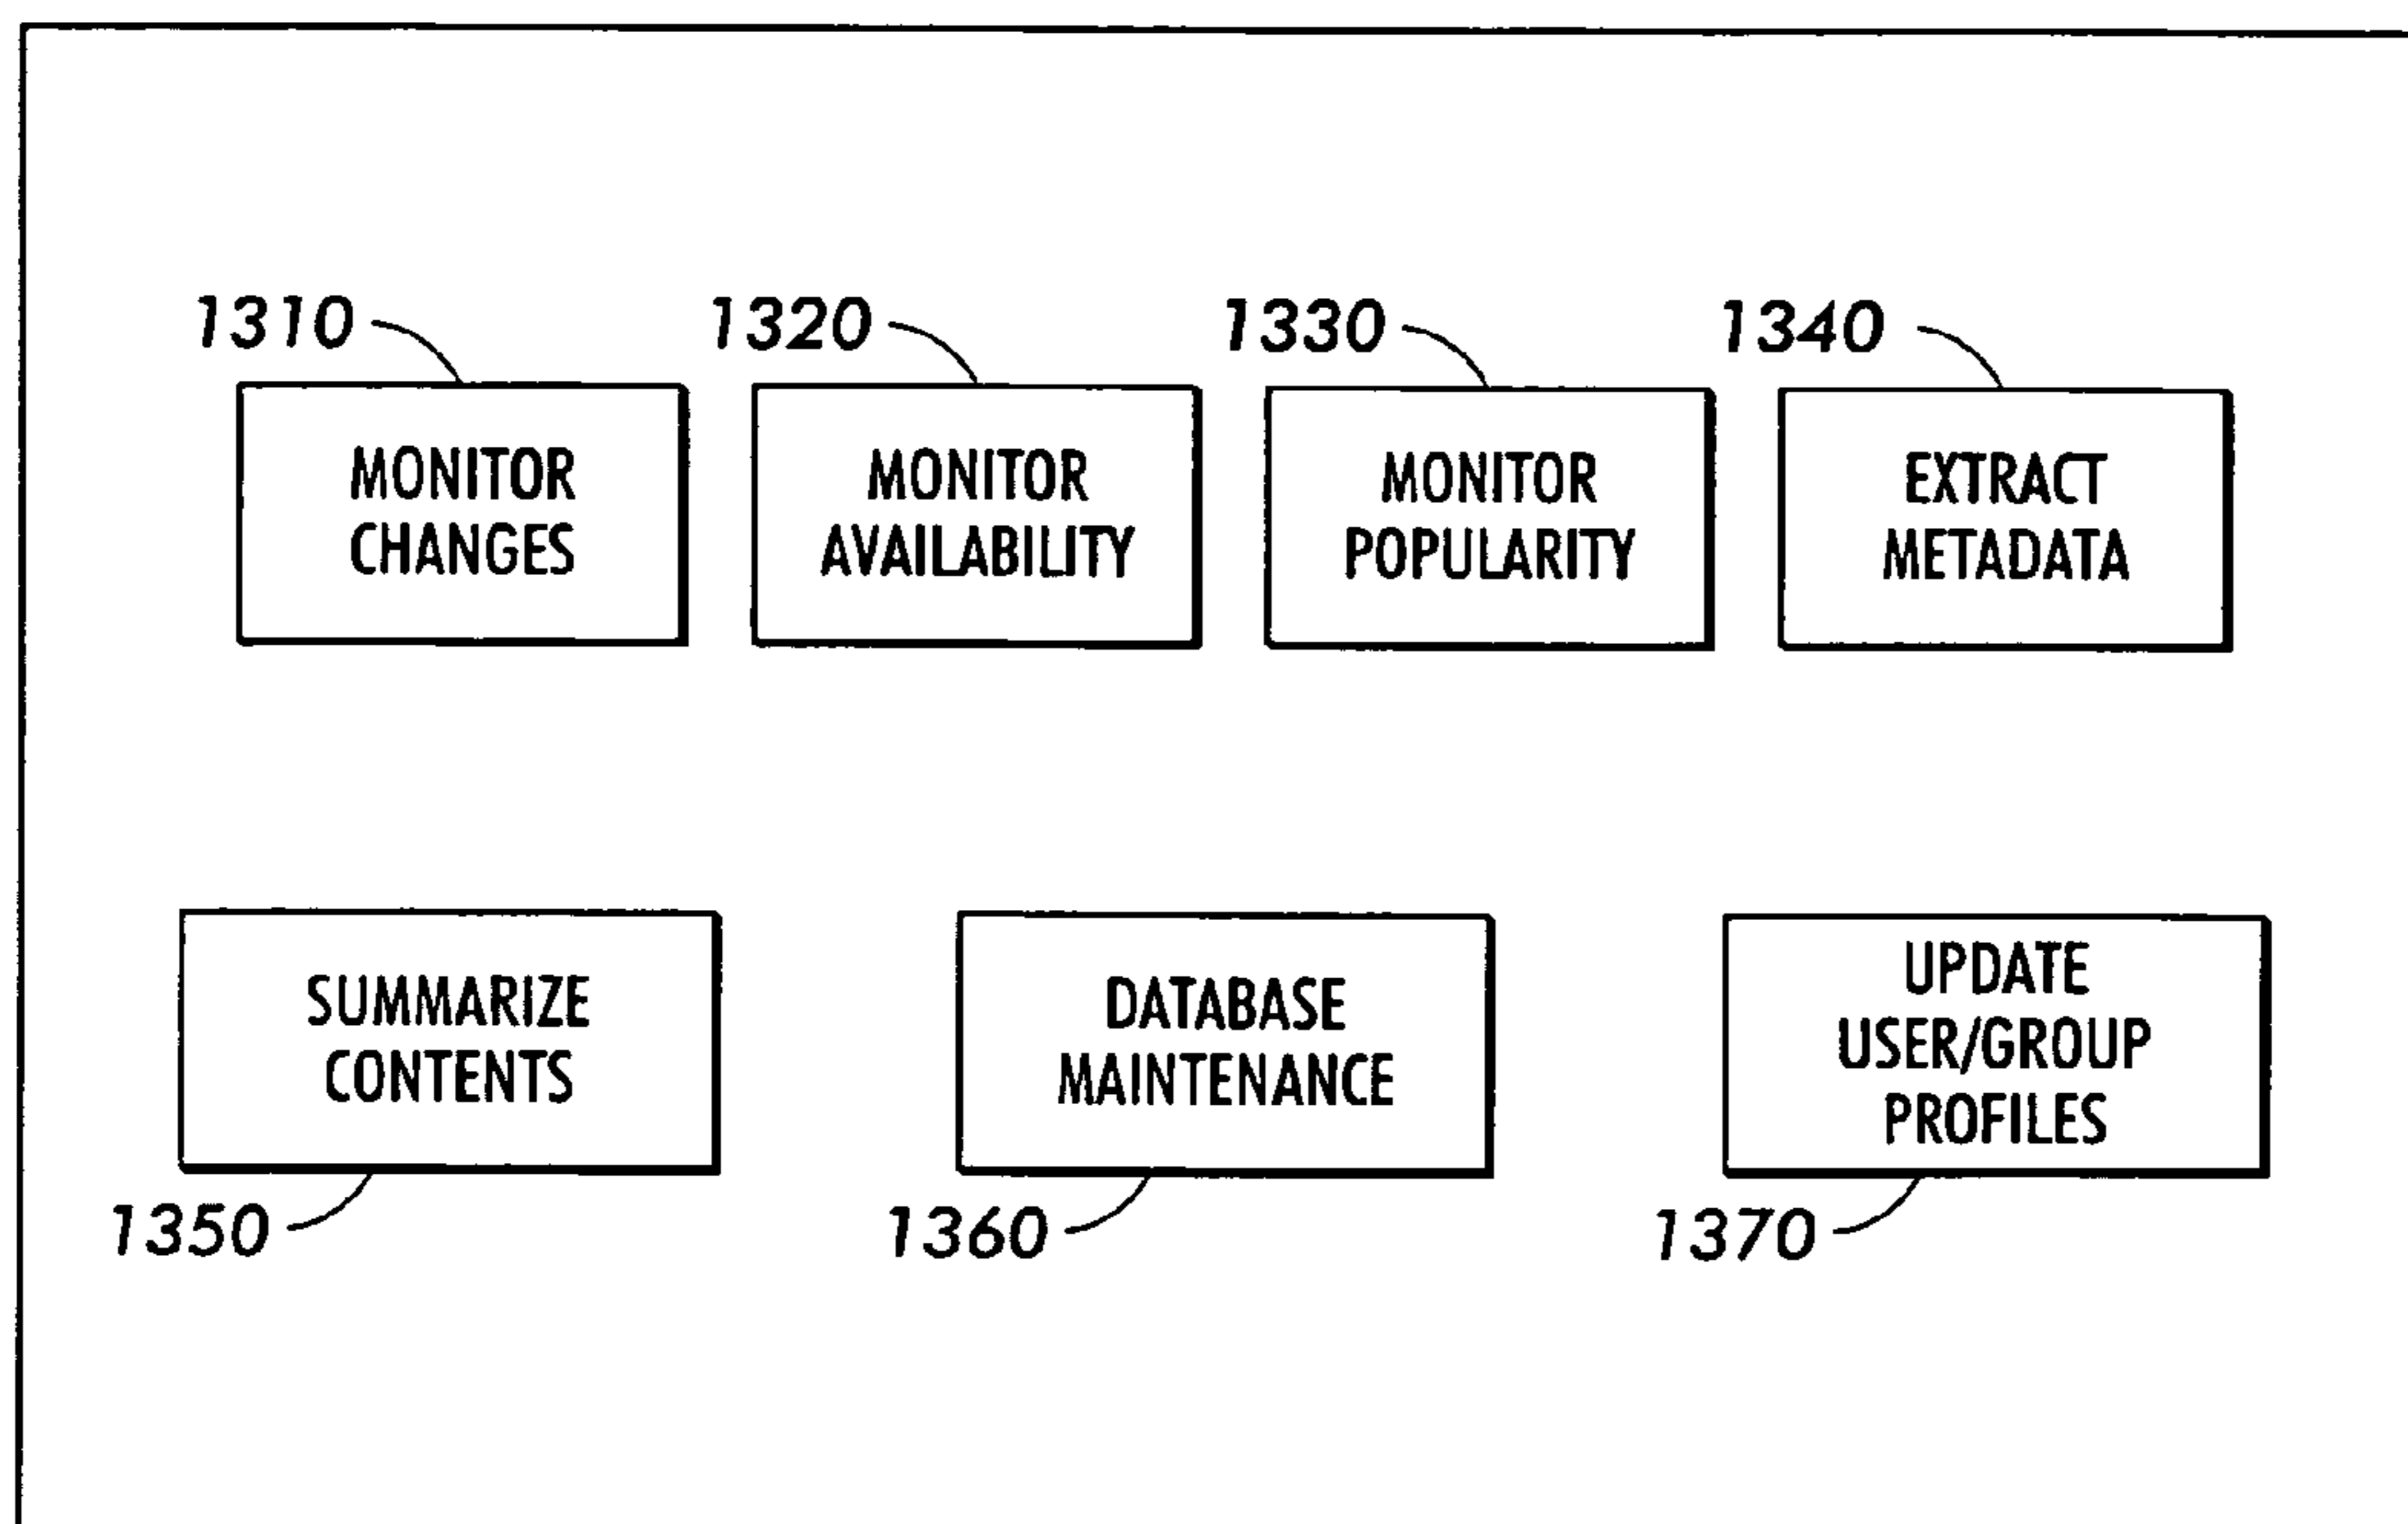 1310
1320
1330
1340
MONITOR
CHANGES
MONITOR
AVAILABILITY
MONITOR
POPULARITY
EXTRACT
METADATA
SUMMARIZE
CONTENTS
DATABASE
MAINTENANCE
UPDATE
USER/GROUP
PROFILES
1350
1360
1370